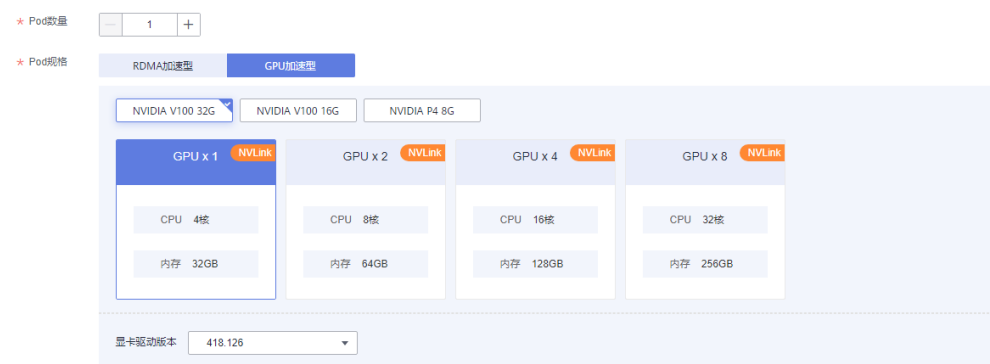 * Pod数量 — 1 +
* Pod规格 RDMA加速型 GPU加速型
NVIDIA V100 32G NVIDIA V100 16G NVIDIA P4 8G
GPU x 1 NVLink GPU x 2 NVLink GPU x 4 NVLink GPU x 8 NVLink
CPU 4核 CPU 8核 CPU 16核 CPU 32核
内存 32GB 内存 64GB 内存 128GB 内存 256GB
显卡驱动版本 418.126